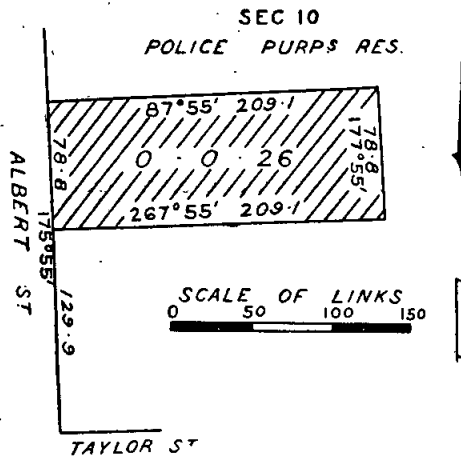 SEC 10
POLICE PURPS RES.
87°55' 209·1
78·8
0·0·26
78·8
177°55'
267°55' 209·1
ALBERT ST
175°55'
129·9
SCALE OF LINKS
0 50 100 150
TAYLOR ST